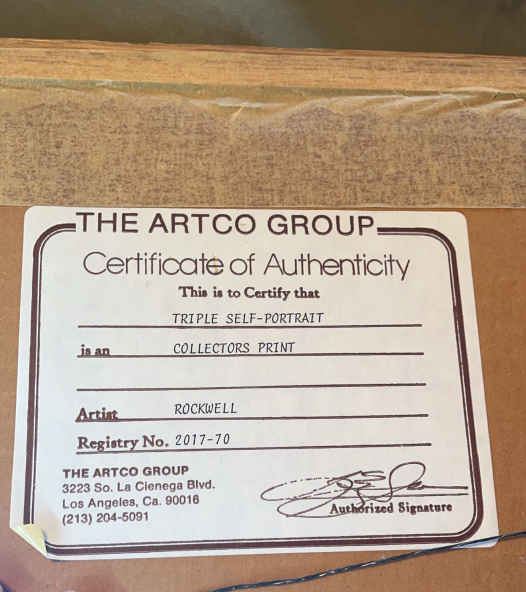 THE ARTCO GROUP
Certificate of Authenticity
This is to Certify that
TRIPLE SELF-PORTRAIT
is an COLLECTORS PRINT
Artist ROCKWELL
Registry No. 2017-70
THE ARTCO GROUP
3223 So. La Cienega Blvd.
Los Angeles, Ca. 90016
(213) 204-5091
Authorized Signature